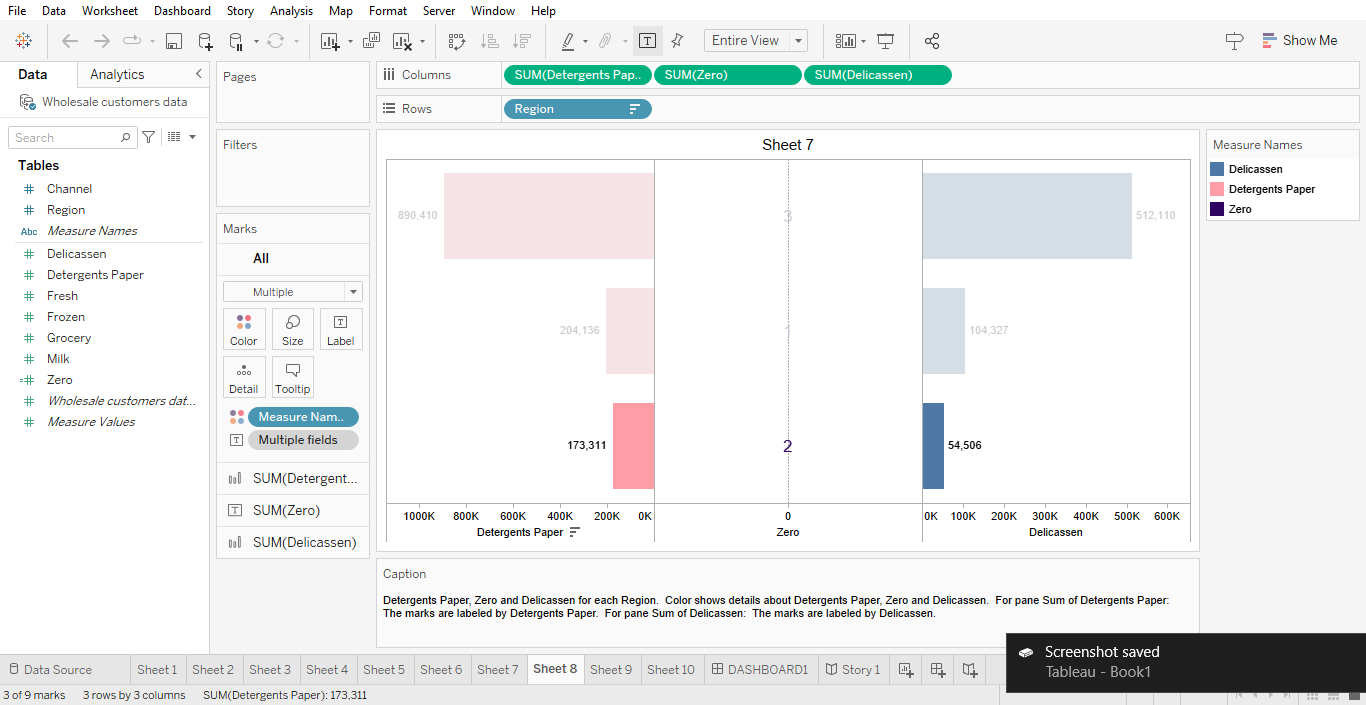 File Data Worksheet Dashboard Story Analysis Map Format Server Window Help
Entire View
Show Me
Data Analytics
Wholesale customers data
Search
Tables
Channel
Region
Abc Measure Names
Delicassen
Detergents Paper
Fresh
Frozen
Grocery
Milk
Zero
Wholesale customers dat...
Measure Values
Pages
Filters
Marks
All
Multiple
Color Size Label
Detail Tooltip
Measure Nam..
Multiple fields
SUM(Detergent...
SUM(Zero)
SUM(Delicassen)
Columns SUM(Detergents Pap.. SUM(Zero) SUM(Delicassen)
Rows Region
Sheet 7
890,410 3 512,110
204,136 1 104,327
173,311 2 54,506
1000K 800K 600K 400K 200K 0K 0 0K 100K 200K 300K 400K 500K 600K
Detergents Paper Zero Delicassen
Measure Names
Delicassen
Detergents Paper
Zero
Caption
Detergents Paper, Zero and Delicassen for each Region. Color shows details about Detergents Paper, Zero and Delicassen. For pane Sum of Detergents Paper:
The marks are labeled by Detergents Paper. For pane Sum of Delicassen: The marks are labeled by Delicassen.
Screenshot saved
Tableau - Book1
Data Source Sheet 1 Sheet 2 Sheet 3 Sheet 4 Sheet 5 Sheet 6 Sheet 7 Sheet 8 Sheet 9 Sheet 10 DASHBOARD1 Story 1
3 of 9 marks 3 rows by 3 columns SUM(Detergents Paper): 173,311